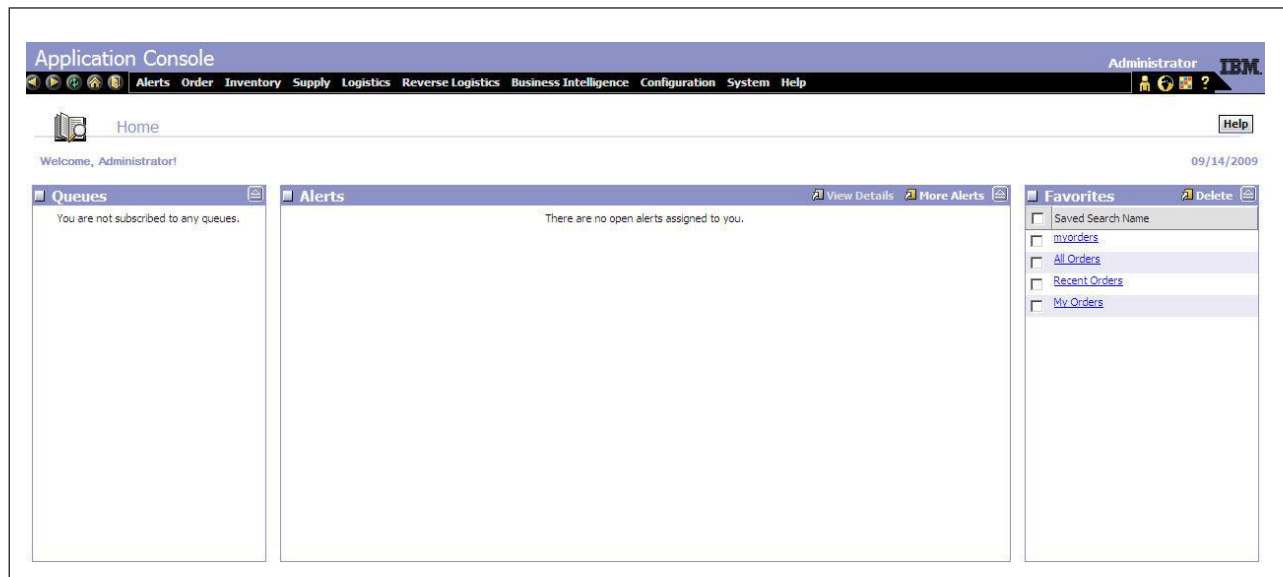 Application Console
Administrator
IBM.
Alerts Order Inventory Supply Logistics Reverse Logistics Business Intelligence Configuration System Help
?
Home
Help
Welcome, Administrator!
09/14/2009
Queues
You are not subscribed to any queues.
Alerts
View Details More Alerts
There are no open alerts assigned to you.
Favorites
Delete
Saved Search Name
myorders
All Orders
Recent Orders
My Orders